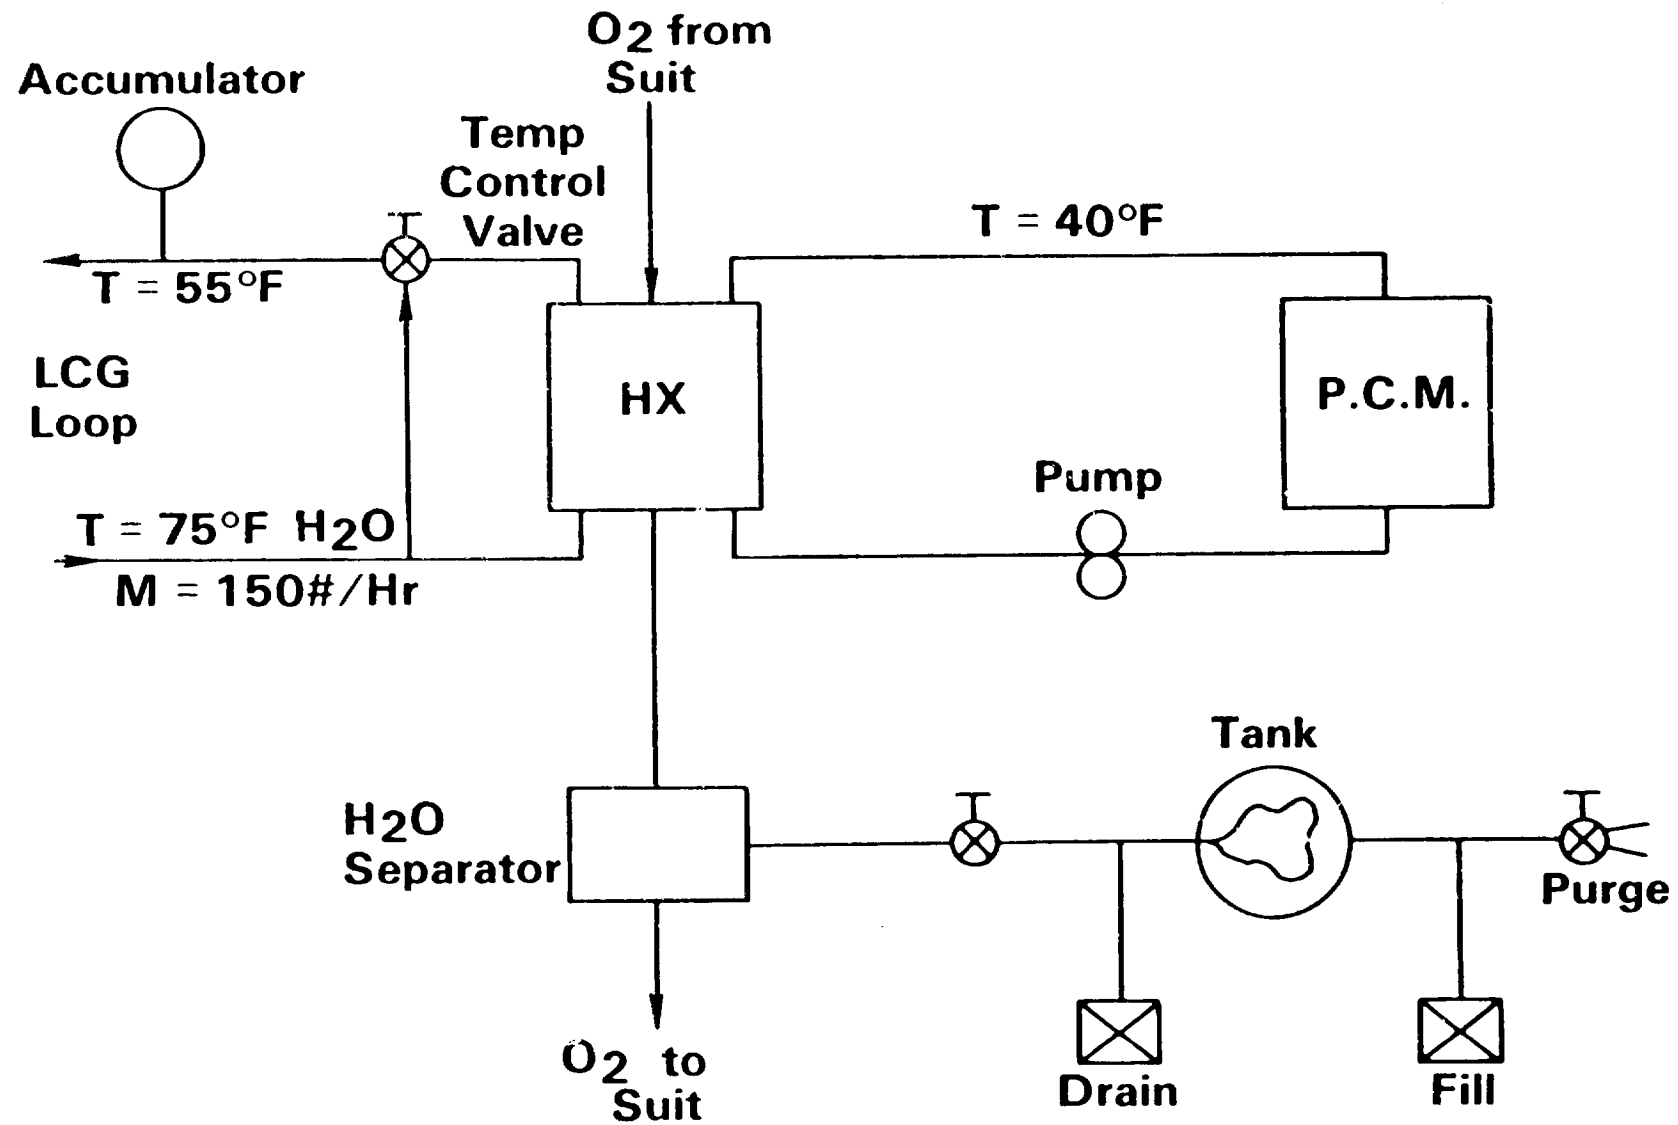 O2 from
Suit
Accumulator
Temp
Control
Valve
T = 40°F
T = 55°F
LCG
Loop
HX
P.C.M.
Pump
T = 75°F H2O
M = 150#/Hr
Tank
H2O
Separator
Purge
O2 to
Suit
Drain
Fill